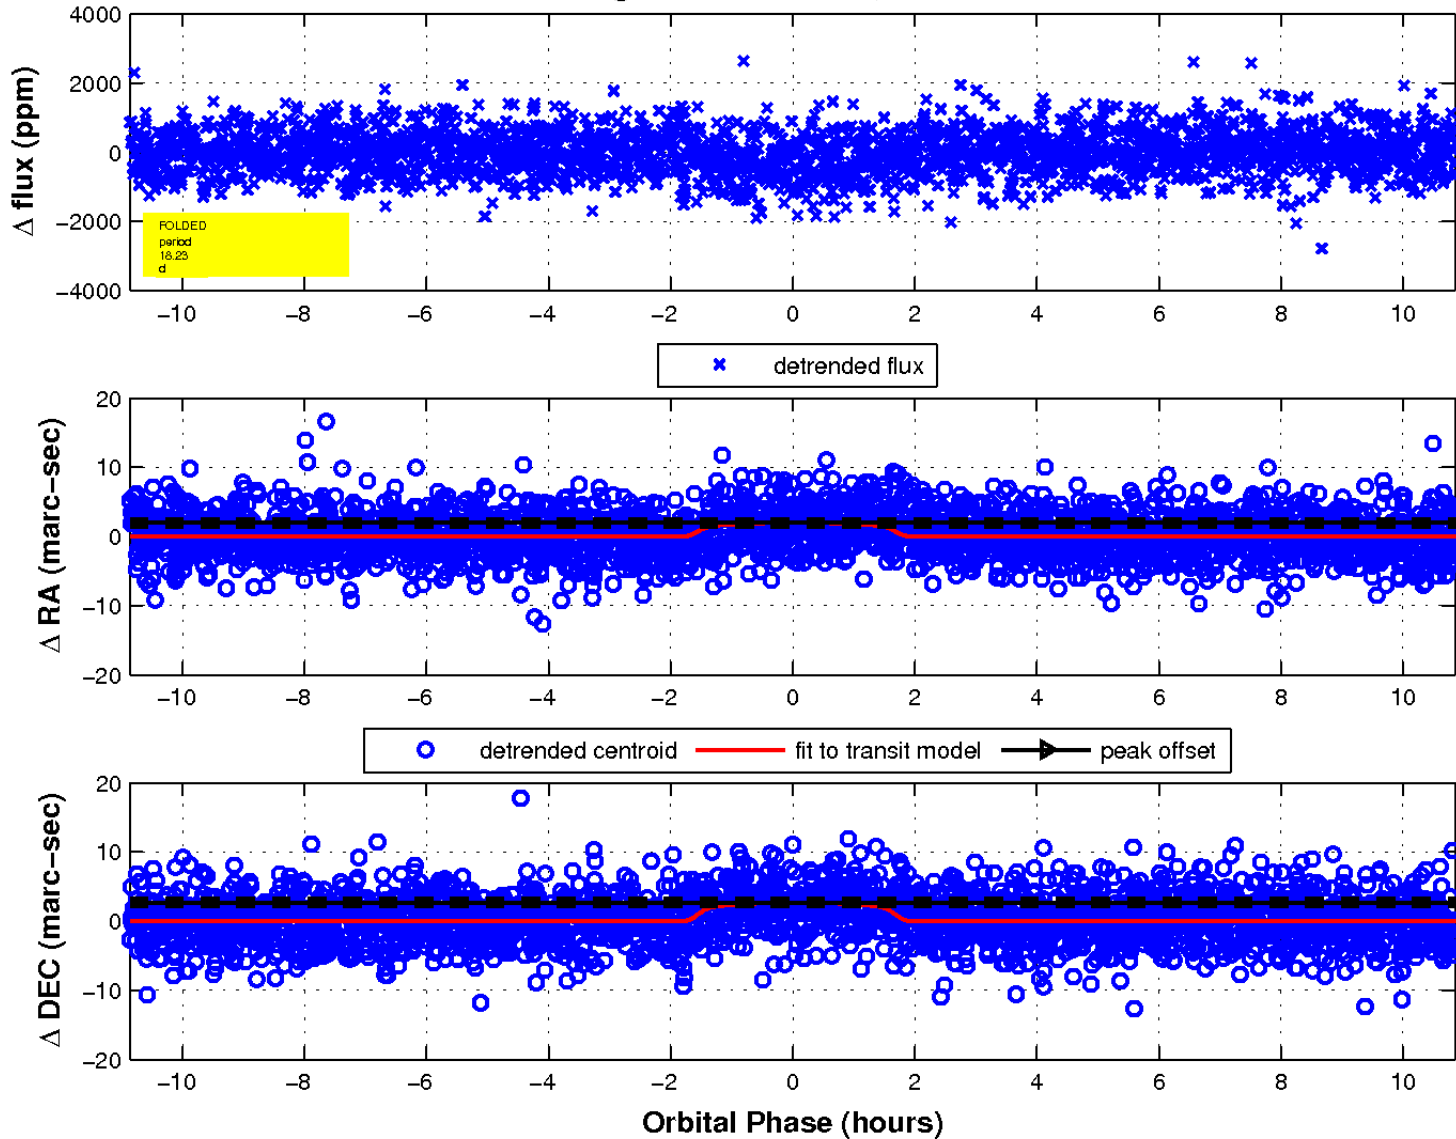 4000
2000
0
−2000
−4000
Δ flux (ppm)
FOLDED
period
18.23
d
−10 −8 −6 −4 −2 0 2 4 6 8 10
detrended flux
20
10
0
−10
−20
Δ RA (marc−sec)
−10 −8 −6 −4 −2 0 2 4 6 8 10
detrended centroid fit to transit model peak offset
20
10
0
−10
−20
Δ DEC (marc−sec)
−10 −8 −6 −4 −2 0 2 4 6 8 10
Orbital Phase (hours)